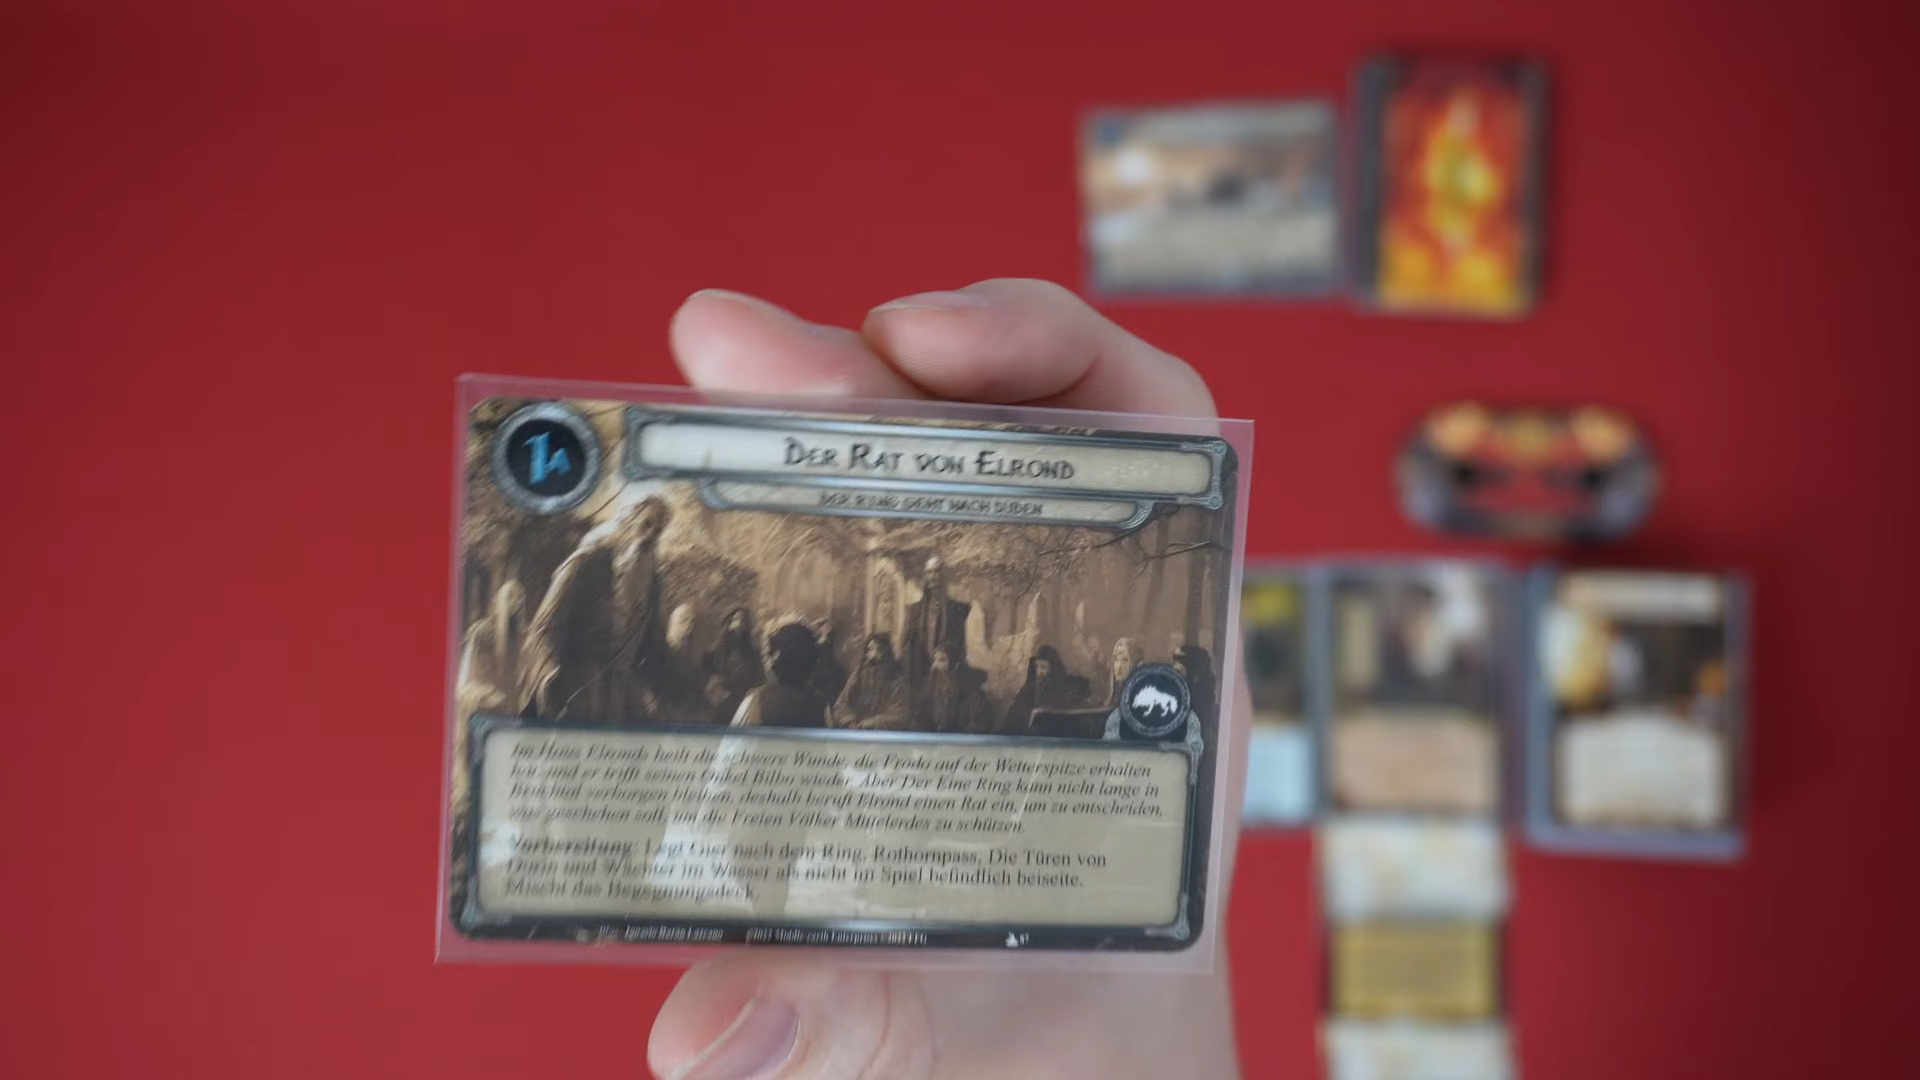 1A
DER RAT VON ELROND
DER RING GEHT NACH SÜDEN
Im Haus Elronds heilt die schwere Wunde, die Frodo auf der Wetterspitze erhalten
hat, und er trifft seinen Onkel Bilbo wieder. Aber Der Eine Ring kann nicht lange in
Bruchtal verborgen bleiben, deshalb beruft Elrond einen Rat ein, um zu entscheiden,
was geschehen soll, um die Freien Völker Mittelerdes zu schützen.
Vorbereitung: Legt Gier nach dem Ring, Rothornpass, Die Türen von
Durin und Wächter im Wasser als nicht im Spiel befindlich beiseite.
Mischt das Begegnungsdeck.
Middle-earth Enterprises